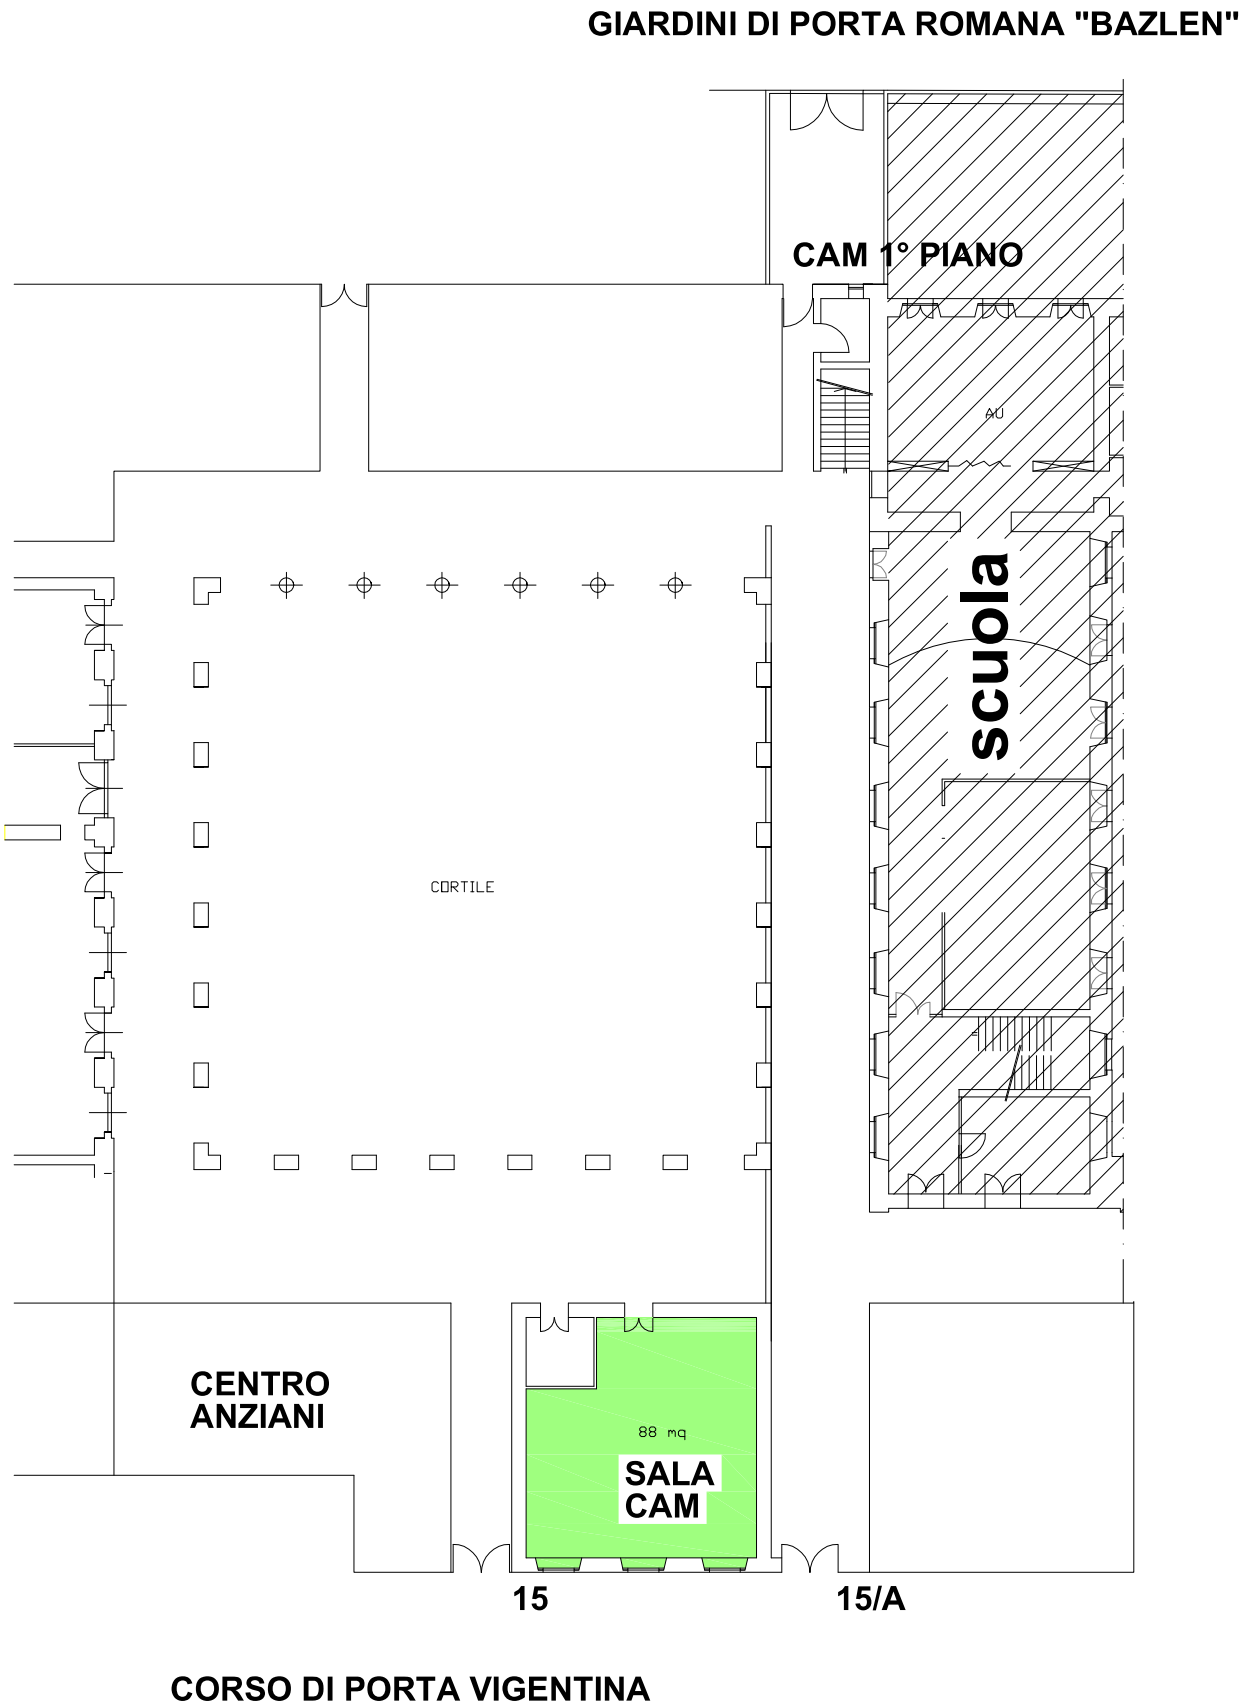 GIARDINI DI PORTA ROMANA "BAZLEN"
CAM 1° PIANO
AU
scuola
CORTILE
CENTRO
ANZIANI
88 mq
SALA
CAM
15
15/A
CORSO DI PORTA VIGENTINA